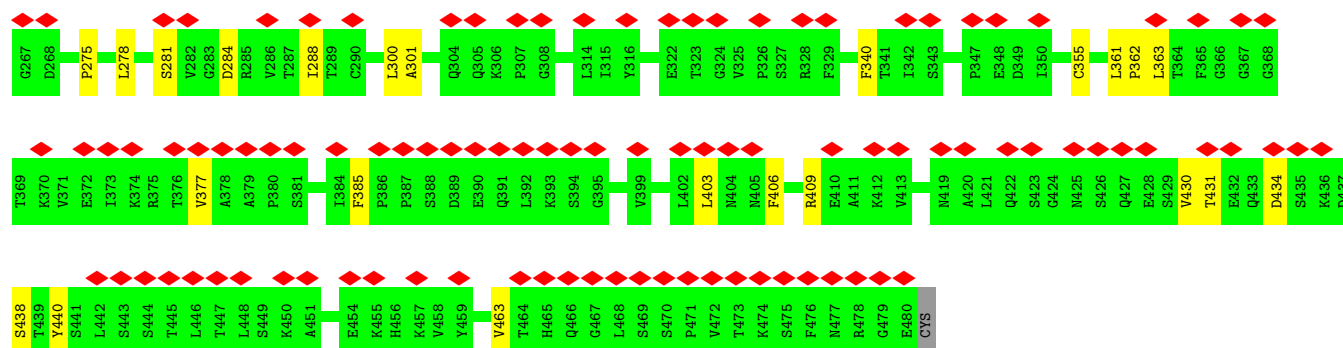 G267 D268 P275 L278 S281 V282 G283 D284 R285 V286 T287 I288 T289 C290 L300 A301 Q304 Q305 K306 P307 G308 L314 I315 Y316 E322 T323 G324 V325 P326 S327 R328 F329 F340 T341 I342 S343 P347 E348 D349 I350 C355 L361 P362 L363 T364 F365 G366 G367 G368
T369 K370 V371 E372 I373 K374 R375 T376 V377 A378 A379 P380 S381 I384 F385 P386 P387 S388 D389 E390 Q391 L392 K393 S394 G395 V399 L402 L403 N404 N405 F406 R409 E410 A411 K412 V413 N419 A420 L421 Q422 S423 G424 N425 S426 Q427 E428 S429 V430 T431 E432 Q433 D434 S435 K436
S438 T439 Y440 S441 L442 S443 S444 T445 L446 T447 L448 S449 K450 A451 E454 K455 H456 K457 V458 Y459 V463 T464 H465 Q466 G467 L468 S469 S470 P471 V472 T473 K474 S475 F476 N477 R478 G479 E480 CYS